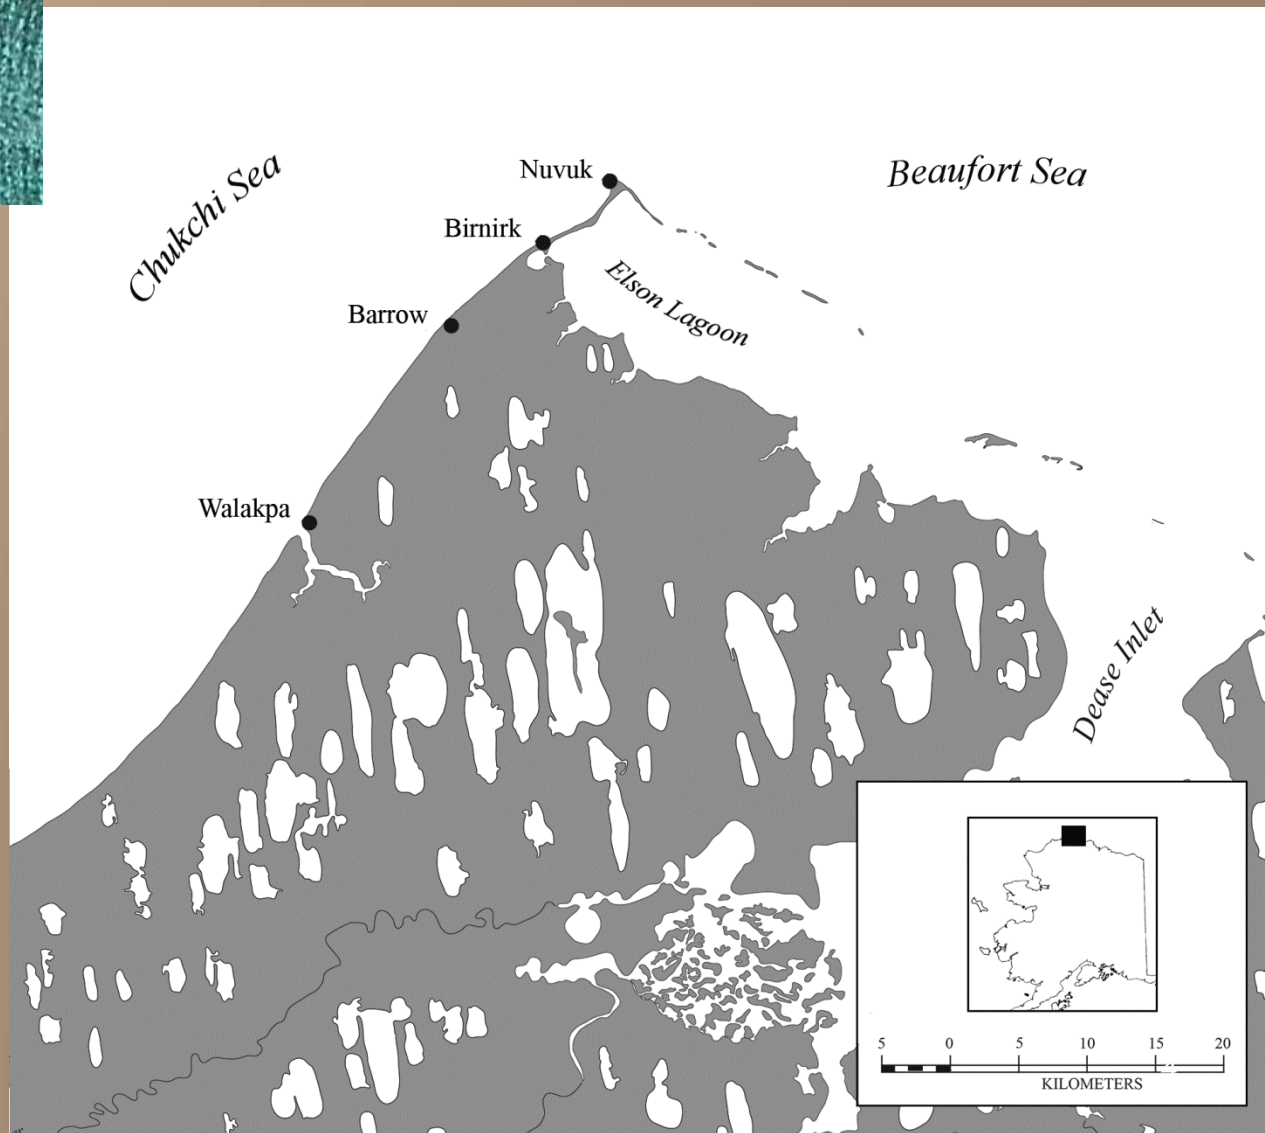 Nuvuk
Beaufort Sea
Chukchi Sea
Birnirk
Elson Lagoon
Barrow
Walakpa
Dease Inlet
5 0 5 10 15 20
KILOMETERS